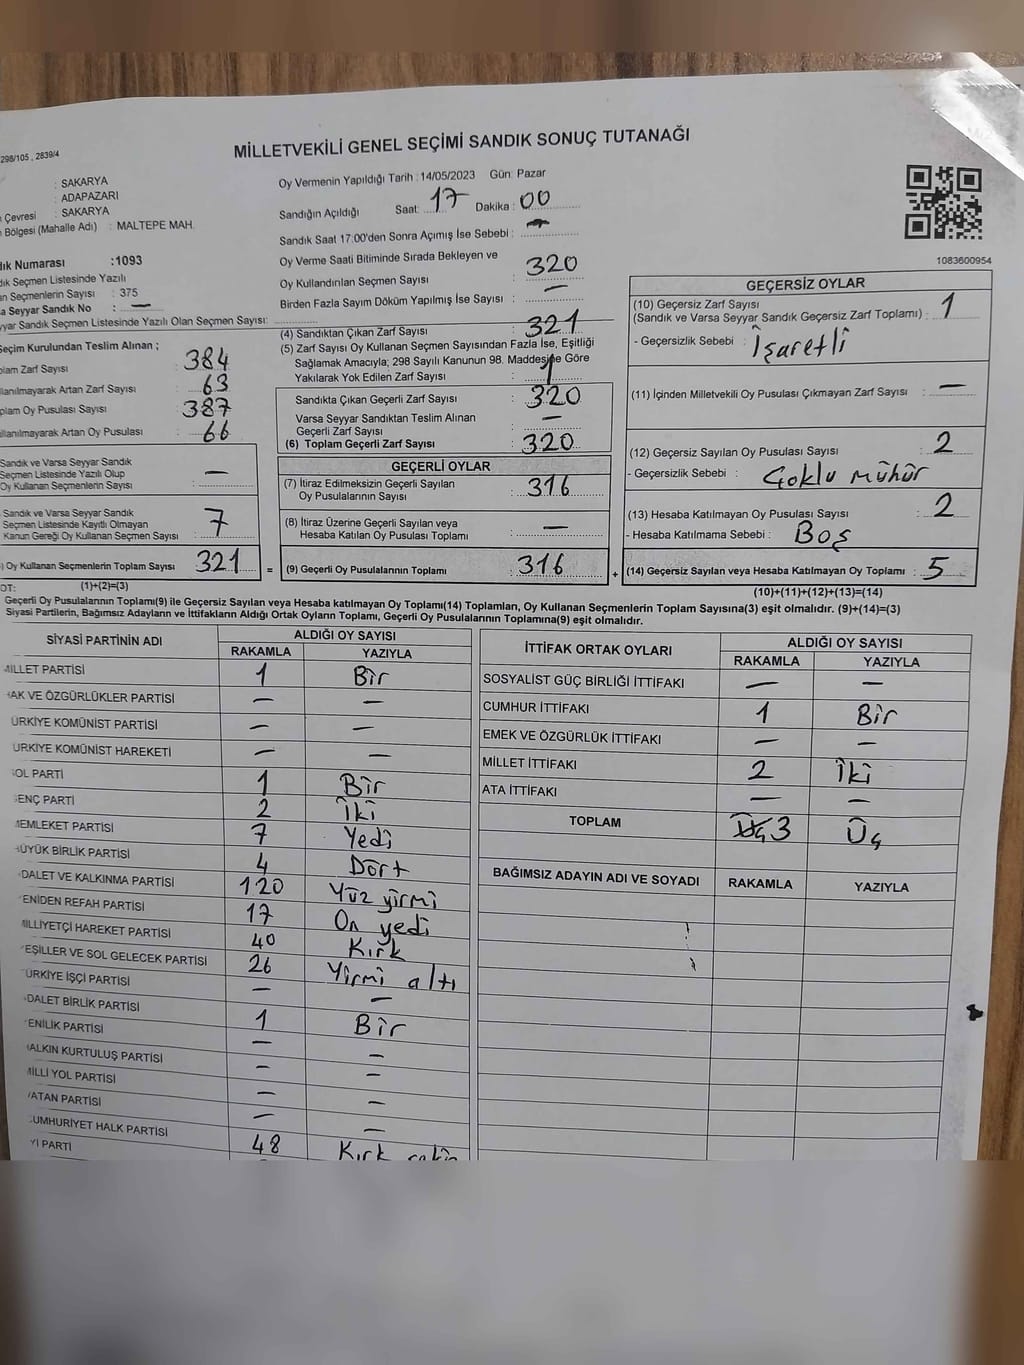 298/105 , 2839/4
MİLLETVEKİLİ GENEL SEÇİMİ SANDIK SONUÇ TUTANAĞI
: SAKARYA
: ADAPAZARI
Çevresi : SAKARYA
Bölgesi (Mahalle Adı) : MALTEPE MAH.
Oy Vermenin Yapıldığı Tarih : 14/05/2023 Gün: Pazar
Sandığın Açıldığı Saat: 17 Dakika : 00
Sandık Saat 17:00'den Sonra Açımış İse Sebebi : —
Oy Verme Saati Bitiminde Sırada Bekleyen ve
Oy Kullandırılan Seçmen Sayısı : 320
Birden Fazla Sayım Döküm Yapılmış İse Sayısı : —
1083600954
Numarası :1093
Seçmen Listesinde Yazılı
Seçmenlerin Sayısı : 375
Seyyar Sandık No : —
Seyyar Sandık Seçmen Listesinde Yazılı Olan Seçmen Sayısı:
Seçim Kurulundan Teslim Alınan ;
Zarf Sayısı : 384
Artan Zarf Sayısı : 63
Oy Pusulası Sayısı : 387
Artan Oy Pusulası : 66
Sandık ve Varsa Seyyar Sandık
Seçmen Listesinde Yazılı Olup
Oy Kullanan Seçmenlerin Sayısı : —
Sandık ve Varsa Seyyar Sandık
Seçmen Listesinde Kayıtlı Olmayan
Kanun Gereği Oy Kullanan Seçmen Sayısı : 7
Oy Kullanan Seçmenlerin Toplam Sayısı : 321 =
(1)+(2)=(3)
(4) Sandıktan Çıkan Zarf Sayısı : 321
(5) Zarf Sayısı Oy Kullanan Seçmen Sayısından Fazla İse, Eşitliği
Sağlamak Amacıyla; 298 Sayılı Kanunun 98. Maddesine Göre
Yakılarak Yok Edilen Zarf Sayısı : 1
Sandıkta Çıkan Geçerli Zarf Sayısı : 320
Varsa Seyyar Sandıktan Teslim Alınan
Geçerli Zarf Sayısı : —
(6) Toplam Geçerli Zarf Sayısı : 320
GEÇERLİ OYLAR
(7) İtiraz Edilmeksizin Geçerli Sayılan
Oy Pusulalarının Sayısı : 316
(8) İtiraz Üzerine Geçerli Sayılan veya
Hesaba Katılan Oy Pusulası Toplamı : —
(9) Geçerli Oy Pusulalarının Toplamı : 316 +
GEÇERSİZ OYLAR
(10) Geçersiz Zarf Sayısı
(Sandık ve Varsa Seyyar Sandık Geçersiz Zarf Toplamı) : 1
- Geçersizlik Sebebi : İşaretli
(11) İçinden Milletvekili Oy Pusulası Çıkmayan Zarf Sayısı : —
(12) Geçersiz Sayılan Oy Pusulası Sayısı : 2
- Geçersizlik Sebebi : Çoklu mühür
(13) Hesaba Katılmayan Oy Pusulası Sayısı : 2
- Hesaba Katılmama Sebebi : Boş
(14) Geçersiz Sayılan veya Hesaba Katılmayan Oy Toplamı : 5
(10)+(11)+(12)+(13)=(14)
Geçerli Oy Pusulalarının Toplamı(9) ile Geçersiz Sayılan veya Hesaba katılmayan Oy Toplamı(14) Toplamları, Oy Kullanan Seçmenlerin Toplam Sayısına(3) eşit olmalıdır. (9)+(14)=(3)
Siyasi Partilerin, Bağımsız Adayların ve İttifakların Aldığı Ortak Oyların Toplamı, Geçerli Oy Pusulalarının Toplamına(9) eşit olmalıdır.
SİYASİ PARTİNİN ADI ALDIĞI OY SAYISI
RAKAMLA YAZIYLA
MİLLET PARTİSİ 1 Bir
HAK VE ÖZGÜRLÜKLER PARTİSİ — —
TÜRKİYE KOMÜNİST PARTİSİ — —
TÜRKİYE KOMÜNİST HAREKETİ — —
SOL PARTİ 1 Bir
GENÇ PARTİ 2 İki
MEMLEKET PARTİSİ 7 Yedi
BÜYÜK BİRLİK PARTİSİ 4 Dört
ADALET VE KALKINMA PARTİSİ 120 Yüz yirmi
YENİDEN REFAH PARTİSİ 17 On yedi
MİLLİYETÇİ HAREKET PARTİSİ 40 Kırk
YEŞİLLER VE SOL GELECEK PARTİSİ 26 Yirmi altı
TÜRKİYE İŞÇİ PARTİSİ — —
ADALET BİRLİK PARTİSİ 1 Bir
YENİLİK PARTİSİ — —
HALKIN KURTULUŞ PARTİSİ — —
MİLLİ YOL PARTİSİ — —
VATAN PARTİSİ — —
CUMHURİYET HALK PARTİSİ 48 Kırk sekiz
İYİ PARTİ
İTTİFAK ORTAK OYLARI ALDIĞI OY SAYISI
RAKAMLA YAZIYLA
SOSYALİST GÜÇ BİRLİĞİ İTTİFAKI — —
CUMHUR İTTİFAKI 1 Bir
EMEK VE ÖZGÜRLÜK İTTİFAKI — —
MİLLET İTTİFAKI 2 İki
ATA İTTİFAKI — —
TOPLAM 3 Üç
BAĞIMSIZ ADAYIN ADI VE SOYADI RAKAMLA YAZIYLA